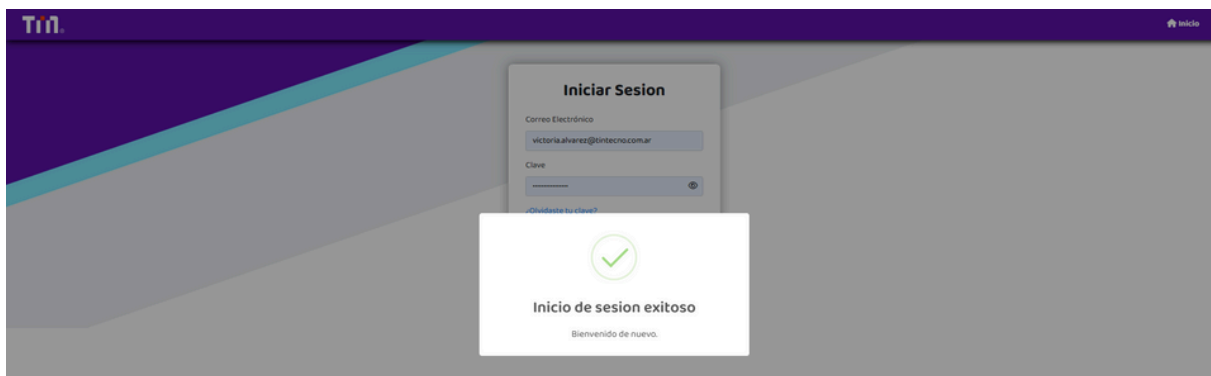 Tin.
Inicio
Iniciar Sesion
Correo Electrónico
victoria.alvarez@tintecno.com.ar
Clave
¿Olvidaste tu clave?
Inicio de sesion exitoso
Bienvenido de nuevo.